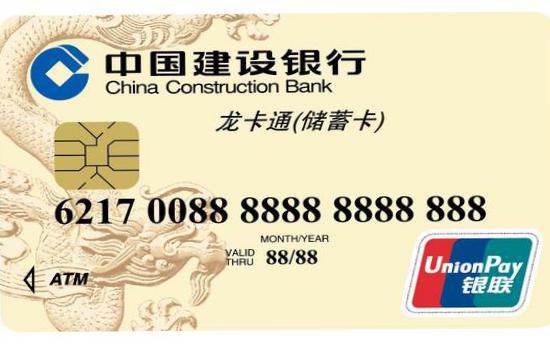 中国建设银行
China Construction Bank
龙卡通(储蓄卡)
6217 0088 8888 8888 888
MONTH/YEAR
VALID THRU 88/88
ATM
UnionPay
银联